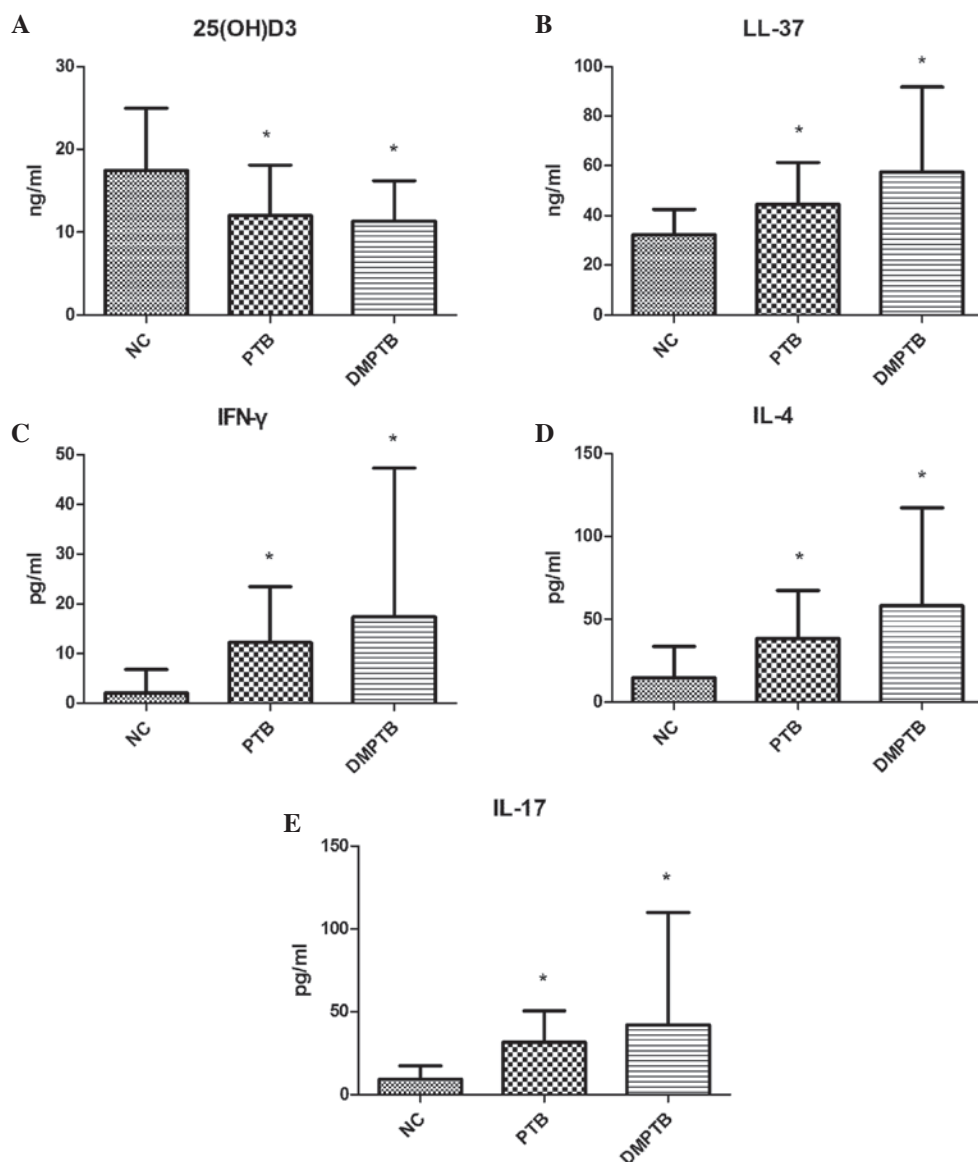 A
25(OH)D3
30
20
10
0
ng/ml
*
*
NC
PTB
DMPTB
B
LL-37
100
80
60
40
20
0
ng/ml
*
*
NC
PTB
DMPTB
C
IFN-γ
50
40
30
20
10
0
pg/ml
*
*
NC
PTB
DMPTB
D
IL-4
150
100
50
0
pg/ml
*
*
NC
PTB
DMPTB
E
IL-17
150
100
50
0
pg/ml
*
*
NC
PTB
DMPTB